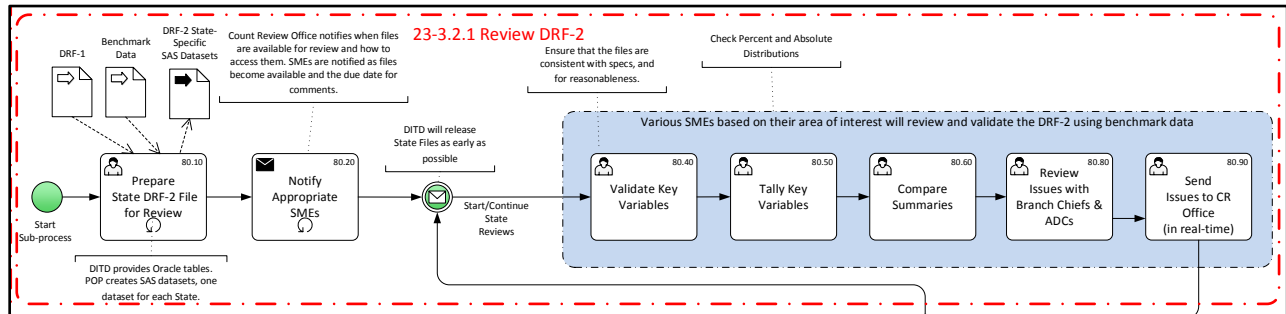 23-3.2.1 Review DRF-2
DRF-1
Benchmark
Data
DRF-2 State-
Specific
SAS Datasets
Count Review Office notifies when files
are available for review and how to
access them. SMEs are notified as files
become available and the due date for
comments.
Ensure that the files are
consistent with specs, and
for reasonableness.
Check Percent and Absolute
Distributions
DITD will release
State Files as early as
possible
Various SMEs based on their area of interest will review and validate the DRF-2 using benchmark data
Start
Sub-process
80.10
Prepare
State DRF-2 File
for Review
80.20
Notify
Appropriate
SMEs
Start/Continue
State
Reviews
80.40
Validate Key
Variables
80.50
Tally Key
Variables
80.60
Compare
Summaries
80.80
Review
Issues with
Branch Chiefs &
ADCs
80.90
Send
Issues to CR
Office
(in real-time)
DITD provides Oracle tables.
POP creates SAS datasets, one
dataset for each State.